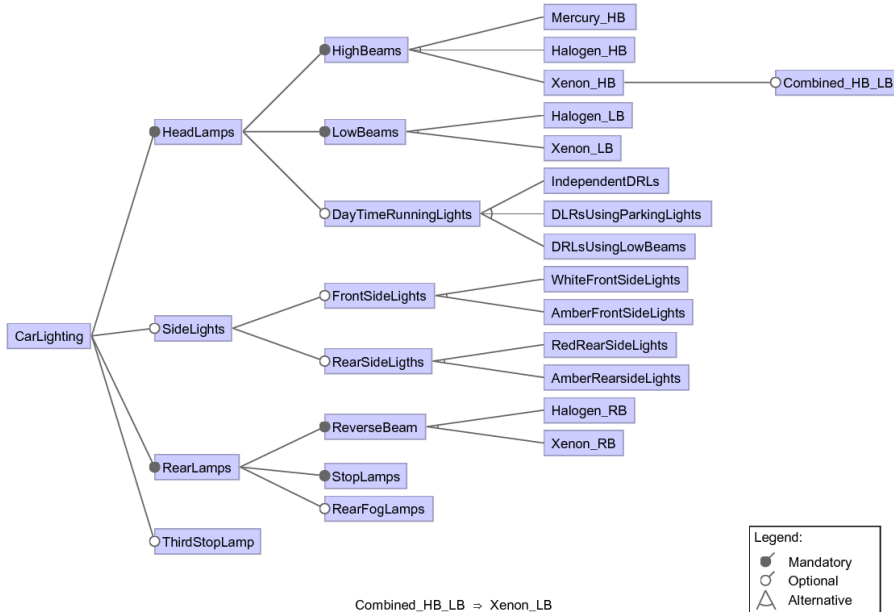 Mercury_HB
HighBeams
Halogen_HB
Xenon_HB
Combined_HB_LB
Halogen_LB
HeadLamps
LowBeams
Xenon_LB
IndependentDRLs
DayTimeRunningLights
DLRsUsingParkingLights
DRLsUsingLowBeams
WhiteFrontSideLights
FrontSideLights
AmberFrontSideLights
SideLights
CarLighting
RedRearSideLights
RearSideLigths
AmberRearsideLights
Halogen_RB
ReverseBeam
Xenon_RB
RearLamps
StopLamps
RearFogLamps
ThirdStopLamp
Legend:
Mandatory
Optional
Alternative
Combined_HB_LB ⇒ Xenon_LB